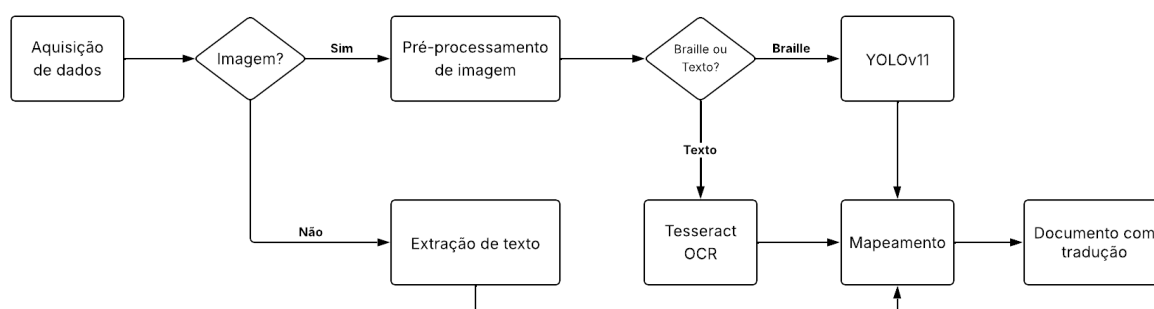 Aquisição
de dados
Imagem?
Sim
Pré-processamento
de imagem
Braille ou
Texto?
Braille
YOLOv11
Texto
Não
Extração de texto
Tesseract
OCR
Mapeamento
Documento com
tradução